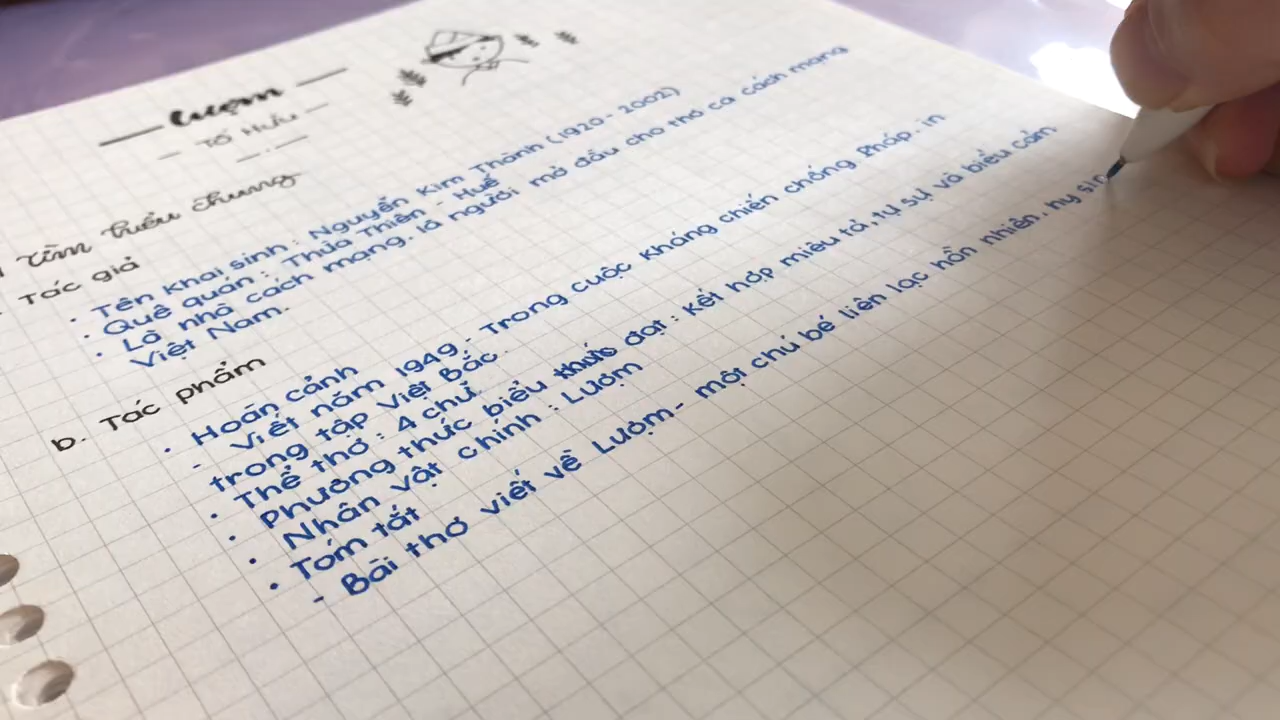 Lượm
Tố Hữu
Tìm hiểu chung
Tác giả
• Tên khai sinh : Nguyễn Kim Thành (1920 - 2002)
• Quê quán : Thừa Thiên - Huế
• Là nhà cách mạng, là người mở đầu cho thơ ca cách mạng
Việt Nam.
b. Tác phẩm
• Hoàn cảnh
- Viết năm 1949 - Trong cuộc kháng chiến chống Pháp, in
trong tập Việt Bắc
• Thể thơ : 4 chữ
• Phương thức biểu đạt : Kết hợp miêu tả, tự sự và biểu cảm
• Nhân vật chính : Lượm
• Tóm tắt
- Bài thơ viết về Lượm - một chú bé liên lạc hồn nhiên, hy sin